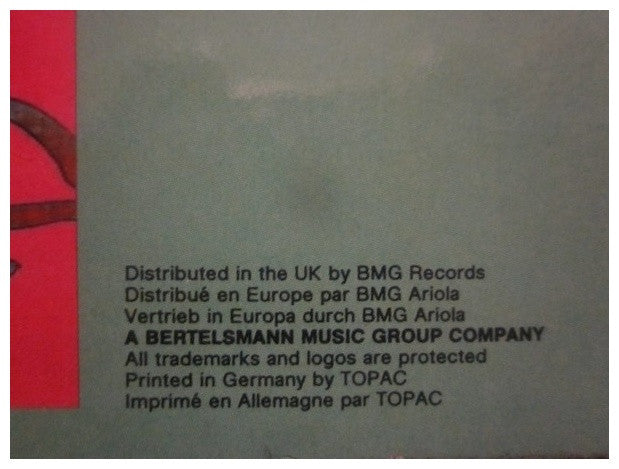 Distributed in the UK by BMG Records
Distribué en Europe par BMG Ariola
Vertrieb in Europa durch BMG Ariola
A BERTELSMANN MUSIC GROUP COMPANY
All trademarks and logos are protected
Printed in Germany by TOPAC
Imprimé en Allemagne par TOPAC